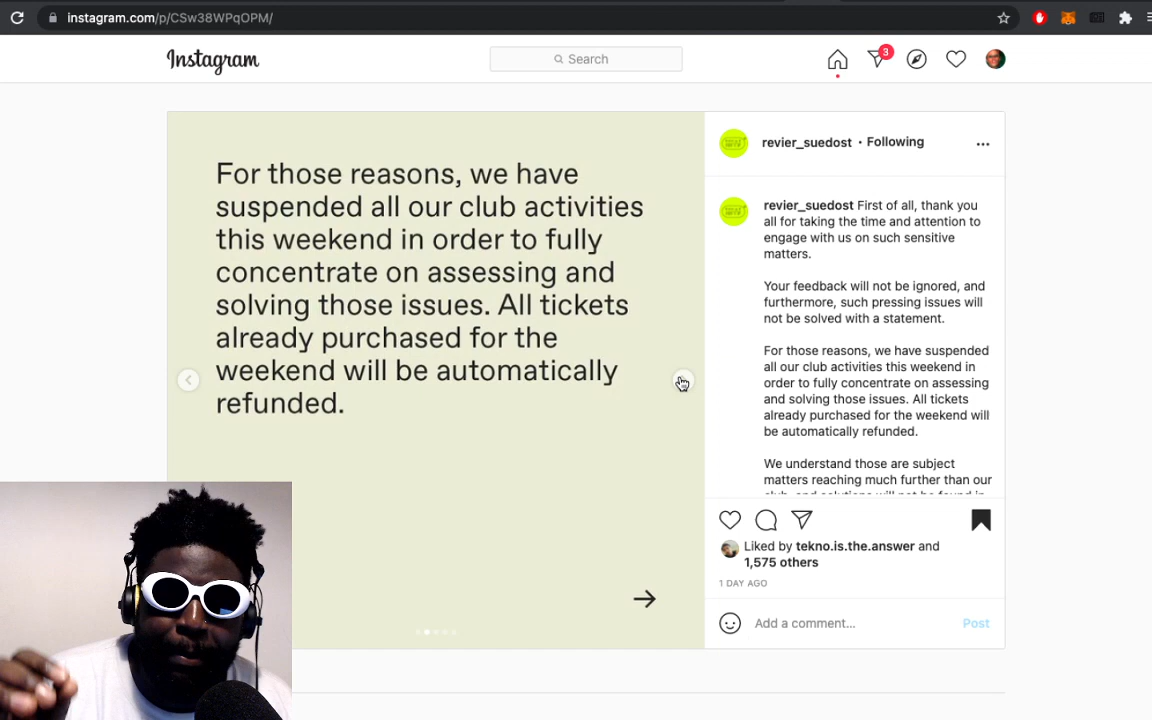 instagram.com/p/CSw38WPqOPM/
Instagram
Search
3
For those reasons, we have
suspended all our club activities
this weekend in order to fully
concentrate on assessing and
solving those issues. All tickets
already purchased for the
weekend will be automatically
refunded.
revier_suedost • Following
revier_suedost First of all, thank you
all for taking the time and attention to
engage with us on such sensitive
matters.
Your feedback will not be ignored, and
furthermore, such pressing issues will
not be solved with a statement.
For those reasons, we have suspended
all our club activities this weekend in
order to fully concentrate on assessing
and solving those issues. All tickets
already purchased for the weekend will
be automatically refunded.
We understand those are subject
matters reaching much further than our
Liked by tekno.is.the.answer and
1,575 others
1 DAY AGO
Add a comment...
Post